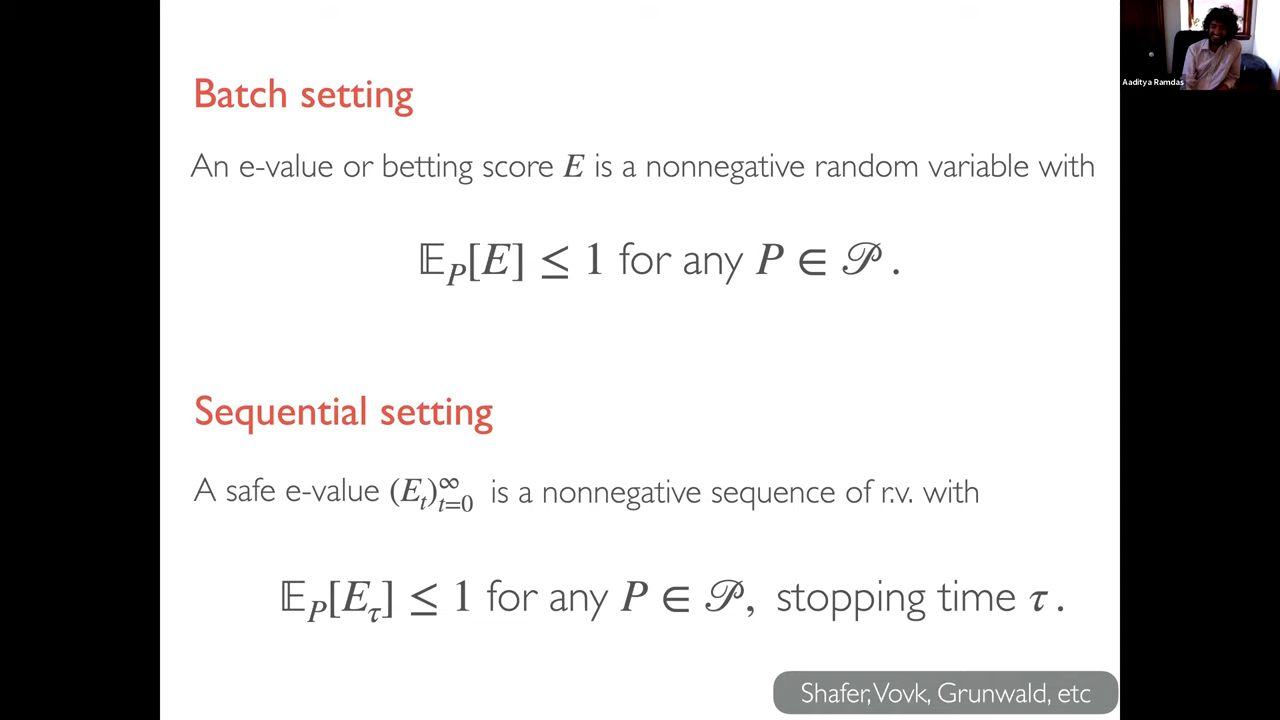 Batch setting
Aaditya Ramdas
An e-value or betting score E is a nonnegative random variable with
𝔼_P[E] ≤ 1 for any P ∈ 𝒫 .
Sequential setting
A safe e-value (E_t)_{t=0}^∞ is a nonnegative sequence of r.v. with
𝔼_P[E_τ] ≤ 1 for any P ∈ 𝒫, stopping time τ .
Shafer, Vovk, Grunwald, etc